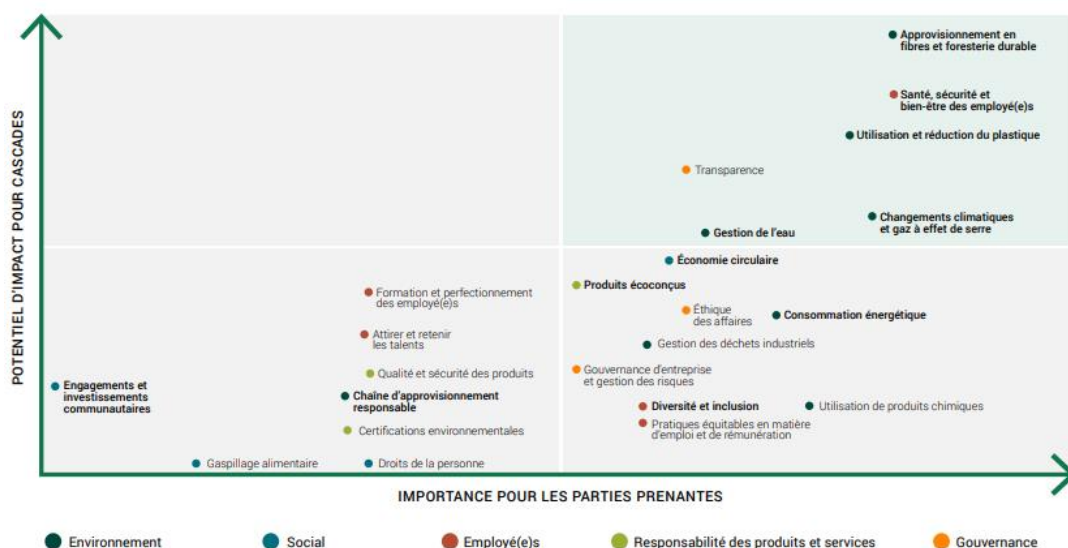 POTENTIEL D'IMPACT POUR CASCADES
Approvisionnement en
fibres et foresterie durable
Santé, sécurité et
bien-être des employé(e)s
Utilisation et réduction du plastique
Transparence
Changements climatiques
et gaz à effet de serre
Gestion de l'eau
Économie circulaire
Produits écoconçus
Formation et perfectionnement
des employé(e)s
Éthique
des affaires
Consommation énergétique
Attirer et retenir
les talents
Gestion des déchets industriels
Qualité et sécurité des produits
Gouvernance d'entreprise
et gestion des risques
Engagements et
investissements
communautaires
Chaîne d'approvisionnement
responsable
Diversité et inclusion
Utilisation de produits chimiques
Certifications environnementales
Pratiques équitables en matière
d'emploi et de rémunération
Gaspillage alimentaire
Droits de la personne
IMPORTANCE POUR LES PARTIES PRENANTES
Environnement
Social
Employé(e)s
Responsabilité des produits et services
Gouvernance